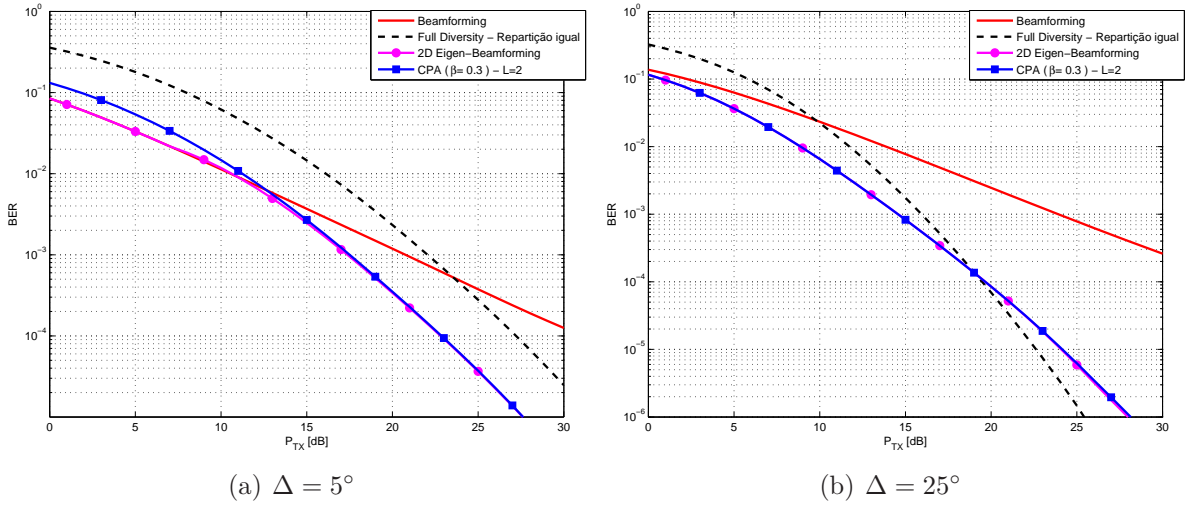 10^0
10^-1
10^-2
10^-3
10^-4
BER
0 5 10 15 20 25 30
P_TX [dB]
Beamforming
Full Diversity − Repartição igual
2D Eigen−Beamforming
CPA ( β= 0.3 ) − L=2
(a) Δ = 5°
10^0
10^-1
10^-2
10^-3
10^-4
10^-5
10^-6
BER
0 5 10 15 20 25 30
P_TX [dB]
Beamforming
Full Diversity − Repartição igual
2D Eigen−Beamforming
CPA ( β= 0.3 ) − L=2
(b) Δ = 25°